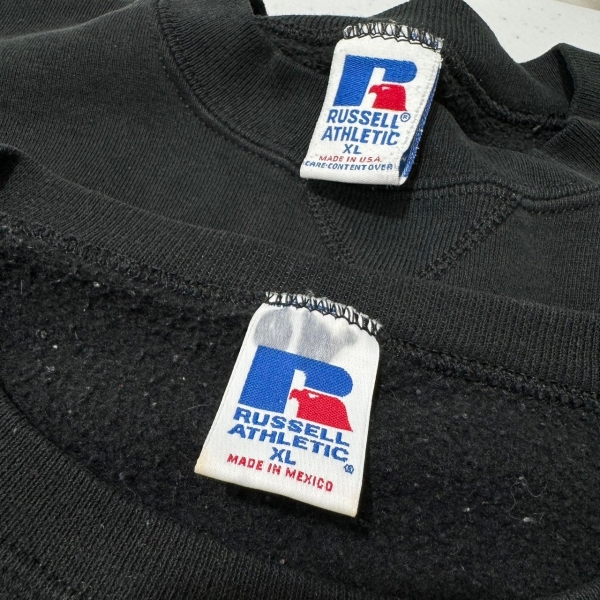 RUSSELL®
ATHLETIC
XL
MADE IN U.S.A.
CARE-CONTENT OVER
RUSSELL
ATHLETIC®
XL
MADE IN MEXICO